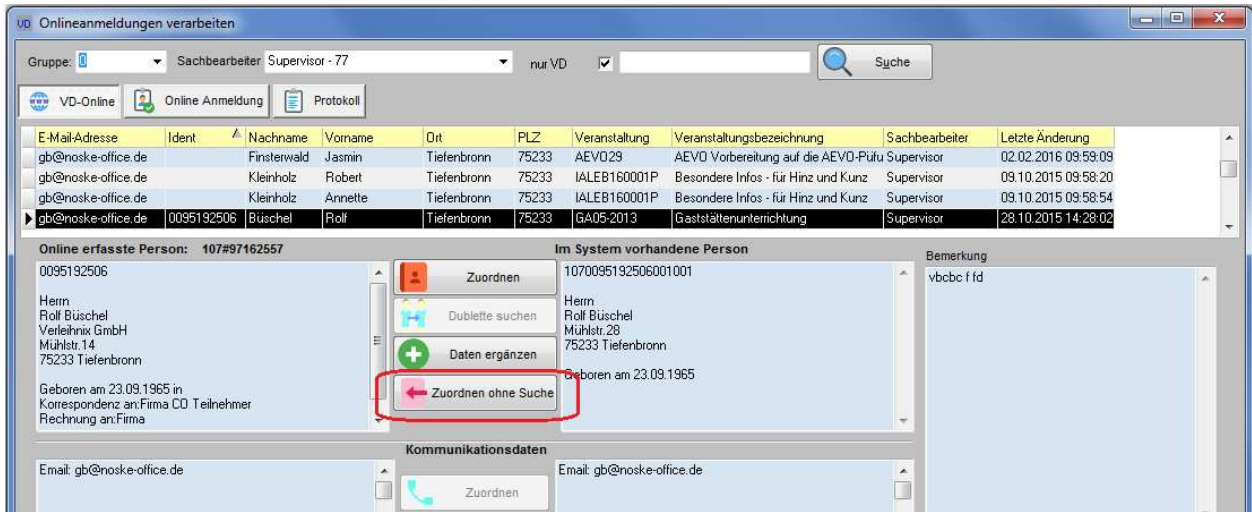 VD Onlineanmeldungen verarbeiten
Gruppe: 0 Sachbearbeiter Supervisor - 77 nur VD Suche
VD-Online Online Anmeldung Protokoll
E-Mail-Adresse Ident Nachname Vorname Ort PLZ Veranstaltung Veranstaltungsbezeichnung Sachbearbeiter Letzte Änderung
gb@noske-office.de Finsterwald Jasmin Tiefenbronn 75233 AEVO29 AEVO Vorbereitung auf die AEVO-Püfu Supervisor 02.02.2016 09:59:09
gb@noske-office.de Kleinholz Robert Tiefenbronn 75233 IALEB160001P Besondere Infos - für Hinz und Kunz Supervisor 09.10.2015 09:58:20
gb@noske-office.de Kleinholz Annette Tiefenbronn 75233 IALEB160001P Besondere Infos - für Hinz und Kunz Supervisor 09.10.2015 09:58:54
gb@noske-office.de 0095192506 Büschel Rolf Tiefenbronn 75233 GA05-2013 Gaststättenunterrichtung Supervisor 28.10.2015 14:28:02
Online erfasste Person: 107#97162557
0095192506
Herrn
Rolf Büschel
Verleihnix GmbH
Mühlstr.14
75233 Tiefenbronn
Geboren am 23.09.1965 in
Korrespondenz an:Firma CO Teilnehmer
Rechnung an:Firma
Zuordnen
Dublette suchen
Daten ergänzen
Zuordnen ohne Suche
Im System vorhandene Person
1070095192506001001
Herrn
Rolf Büschel
Mühlstr.28
75233 Tiefenbronn
Geboren am 23.09.1965
Bemerkung
vbcbc f fd
Kommunikationsdaten
Email: gb@noske-office.de
Zuordnen
Email: gb@noske-office.de